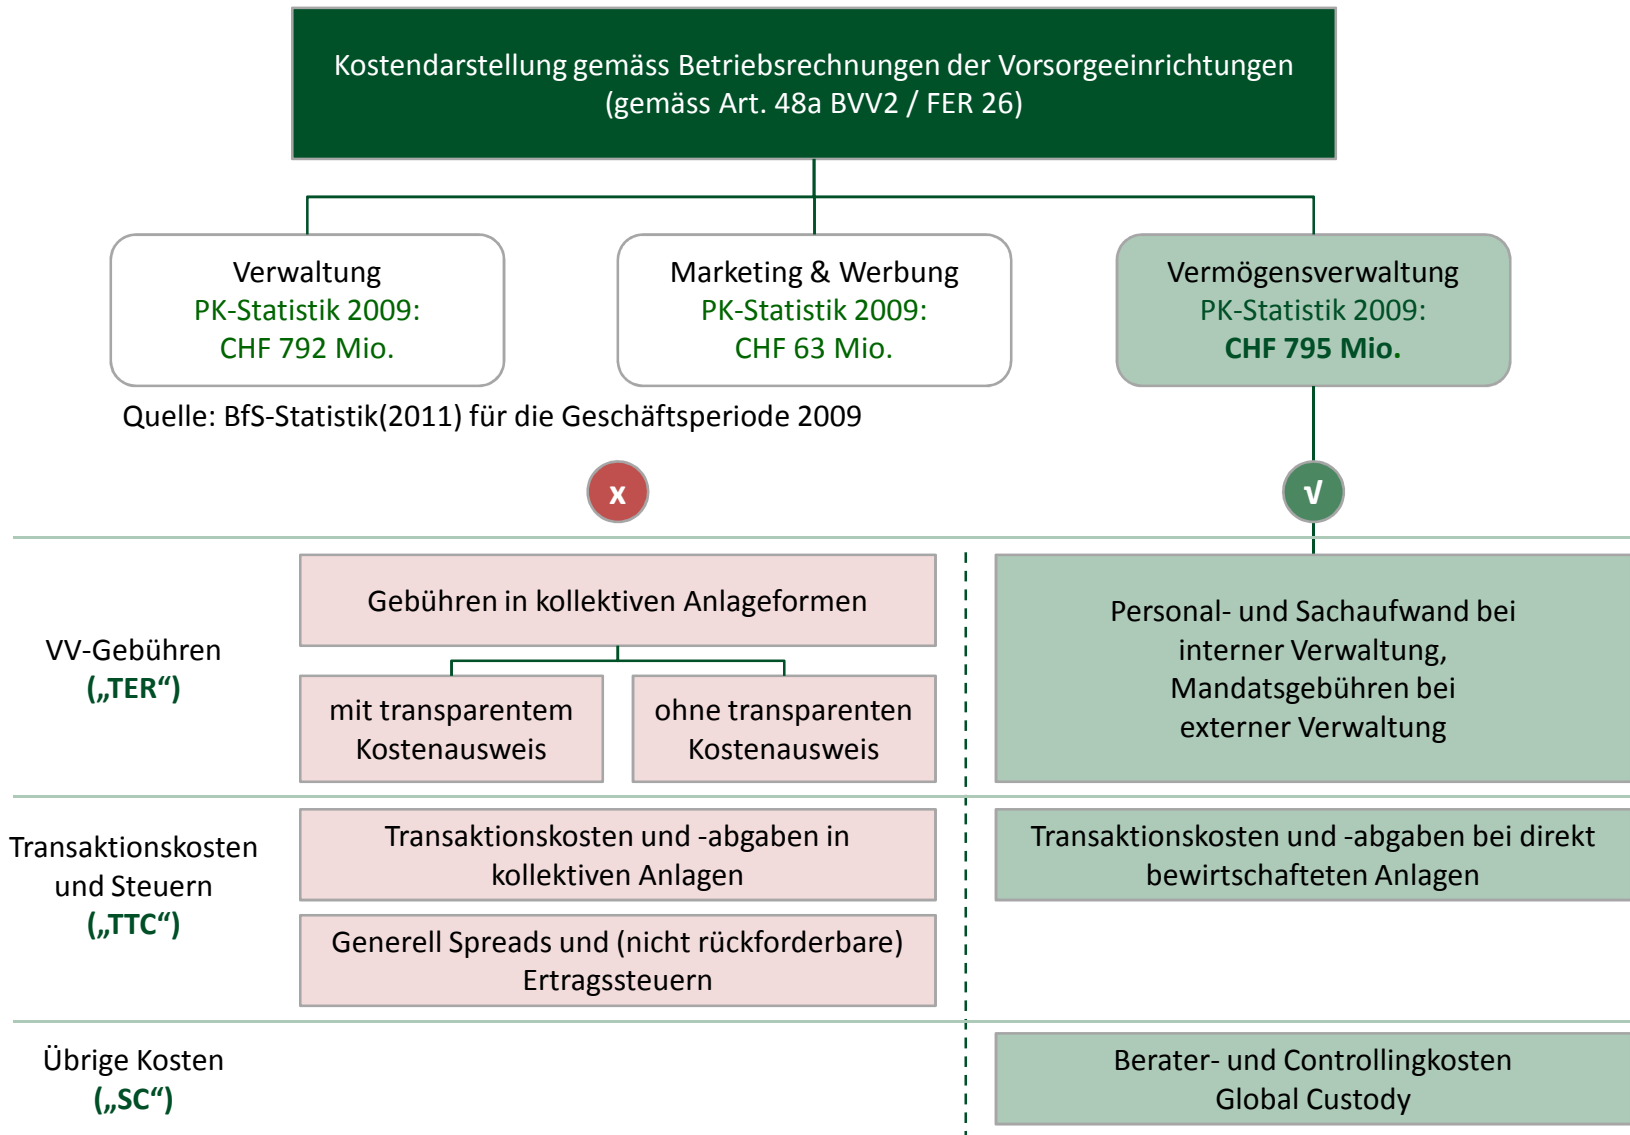 Kostendarstellung gemäss Betriebsrechnungen der Vorsorgeeinrichtungen
(gemäss Art. 48a BVV2 / FER 26)
Verwaltung
PK-Statistik 2009:
CHF 792 Mio.
Marketing & Werbung
PK-Statistik 2009:
CHF 63 Mio.
Vermögensverwaltung
PK-Statistik 2009:
CHF 795 Mio.
Quelle: BfS-Statistik(2011) für die Geschäftsperiode 2009
x
√
VV-Gebühren
(„TER“)
Gebühren in kollektiven Anlageformen
mit transparentem
Kostenausweis
ohne transparenten
Kostenausweis
Personal- und Sachaufwand bei
interner Verwaltung,
Mandatsgebühren bei
externer Verwaltung
Transaktionskosten
und Steuern
(„TTC“)
Transaktionskosten und -abgaben in
kollektiven Anlagen
Generell Spreads und (nicht rückforderbare)
Ertragssteuern
Transaktionskosten und -abgaben bei direkt
bewirtschafteten Anlagen
Übrige Kosten
(„SC“)
Berater- und Controllingkosten
Global Custody